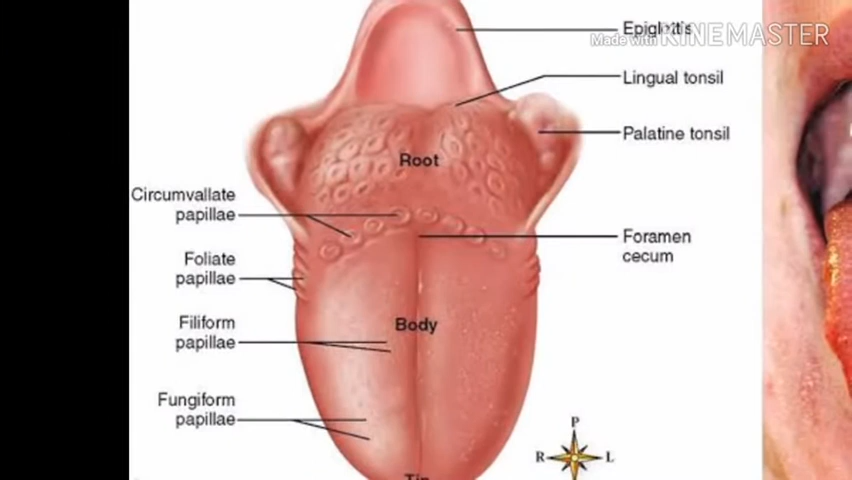 Epiglottis
Made with KINEMASTER
Lingual tonsil
Palatine tonsil
Root
Circumvallate
papillae
Foramen
cecum
Foliate
papillae
Filiform
papillae
Body
Fungiform
papillae
P
R
L
Tip